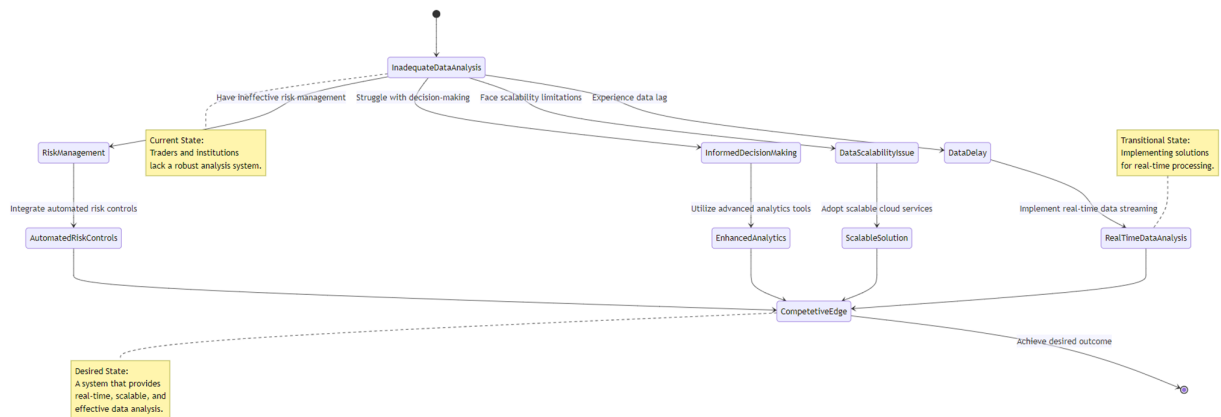 InadequateDataAnalysis
Have ineffective risk management
Struggle with decision-making
Face scalability limitations
Experience data lag
Current State:
Traders and institutions
lack a robust analysis system.
Transitional State:
Implementing solutions
for real-time processing.
RiskManagement
InformedDecisionMaking
DataScalabilityIssue
DataDelay
Integrate automated risk controls
Utilize advanced analytics tools
Adopt scalable cloud services
Implement real-time data streaming
AutomatedRiskControls
EnhancedAnalytics
ScalableSolution
RealTimeDataAnalysis
CompetetiveEdge
Achieve desired outcome
Desired State:
A system that provides
real-time, scalable, and
effective data analysis.